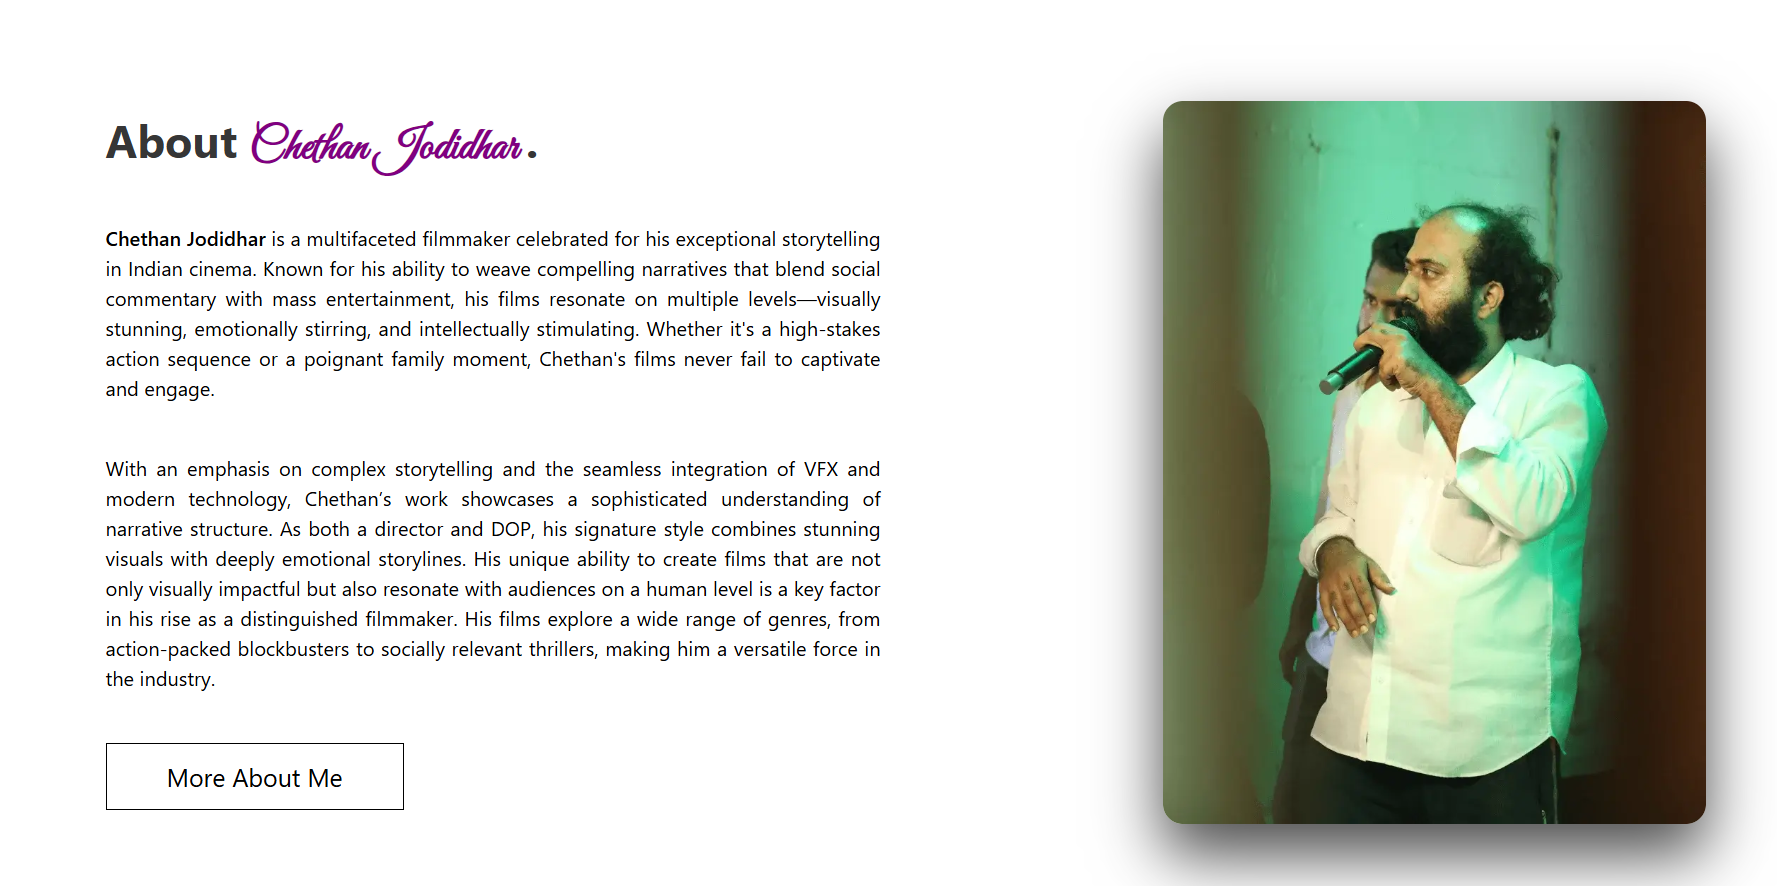 About Chethan Jodidhar.
Chethan Jodidhar is a multifaceted filmmaker celebrated for his exceptional storytelling
in Indian cinema. Known for his ability to weave compelling narratives that blend social
commentary with mass entertainment, his films resonate on multiple levels—visually
stunning, emotionally stirring, and intellectually stimulating. Whether it's a high-stakes
action sequence or a poignant family moment, Chethan's films never fail to captivate
and engage.
With an emphasis on complex storytelling and the seamless integration of VFX and
modern technology, Chethan’s work showcases a sophisticated understanding of
narrative structure. As both a director and DOP, his signature style combines stunning
visuals with deeply emotional storylines. His unique ability to create films that are not
only visually impactful but also resonate with audiences on a human level is a key factor
in his rise as a distinguished filmmaker. His films explore a wide range of genres, from
action-packed blockbusters to socially relevant thrillers, making him a versatile force in
the industry.
More About Me